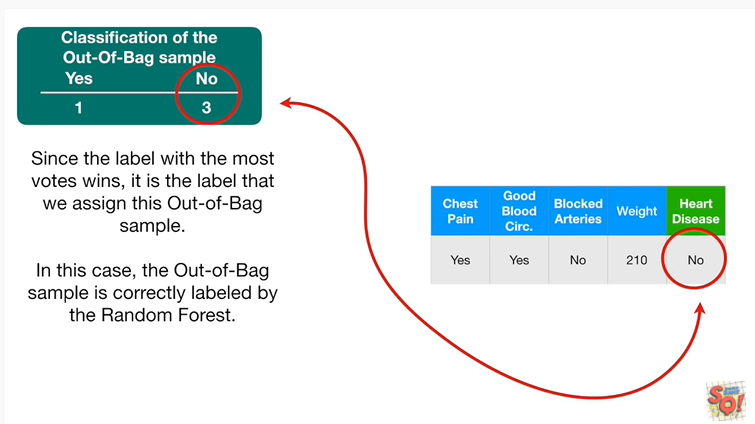 Classification of the
Out-Of-Bag sample
Yes No
1 3
Since the label with the most
votes wins, it is the label that
we assign this Out-of-Bag
sample.
In this case, the Out-of-Bag
sample is correctly labeled by
the Random Forest.
Chest Pain Good Blood Circ. Blocked Arteries Weight Heart Disease
Yes Yes No 210 No
SQ!